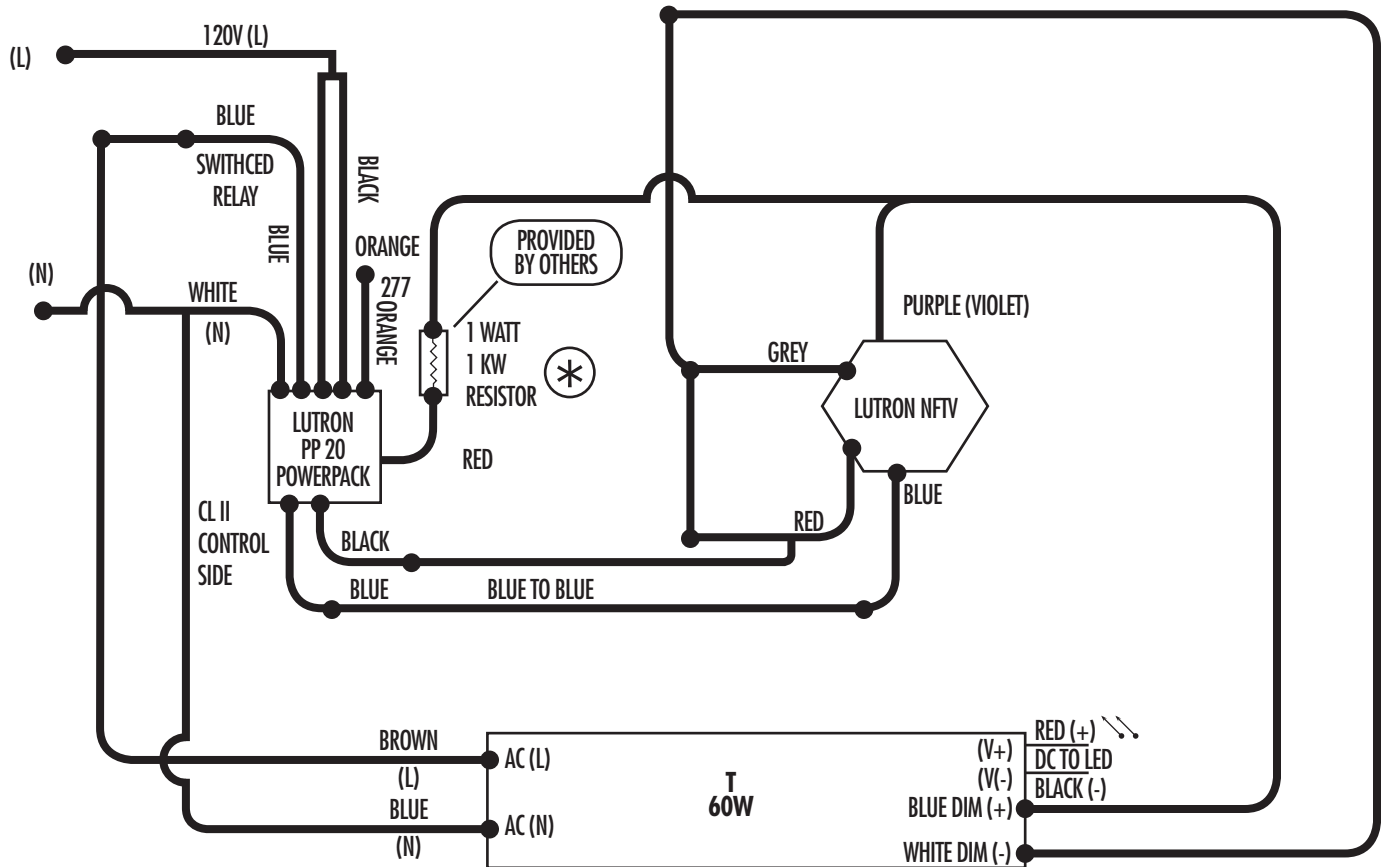 120V (L)
(L)
BLUE
SWITHCED
RELAY
BLACK
BLUE
ORANGE
277
ORANGE
PROVIDED
BY OTHERS
(N)
WHITE
(N)
1 WATT
1 KW
RESISTOR
PURPLE (VIOLET)
GREY
LUTRON NFTV
LUTRON
PP 20
POWERPACK
RED
BLUE
RED
CL II
CONTROL
SIDE
BLACK
BLUE
BLUE TO BLUE
BROWN
(L)
AC (L)
BLUE
(N)
AC (N)
T
60W
(V+)
(V(-)
BLUE DIM (+)
WHITE DIM (-)
RED (+)
DC TO LED
BLACK (-)